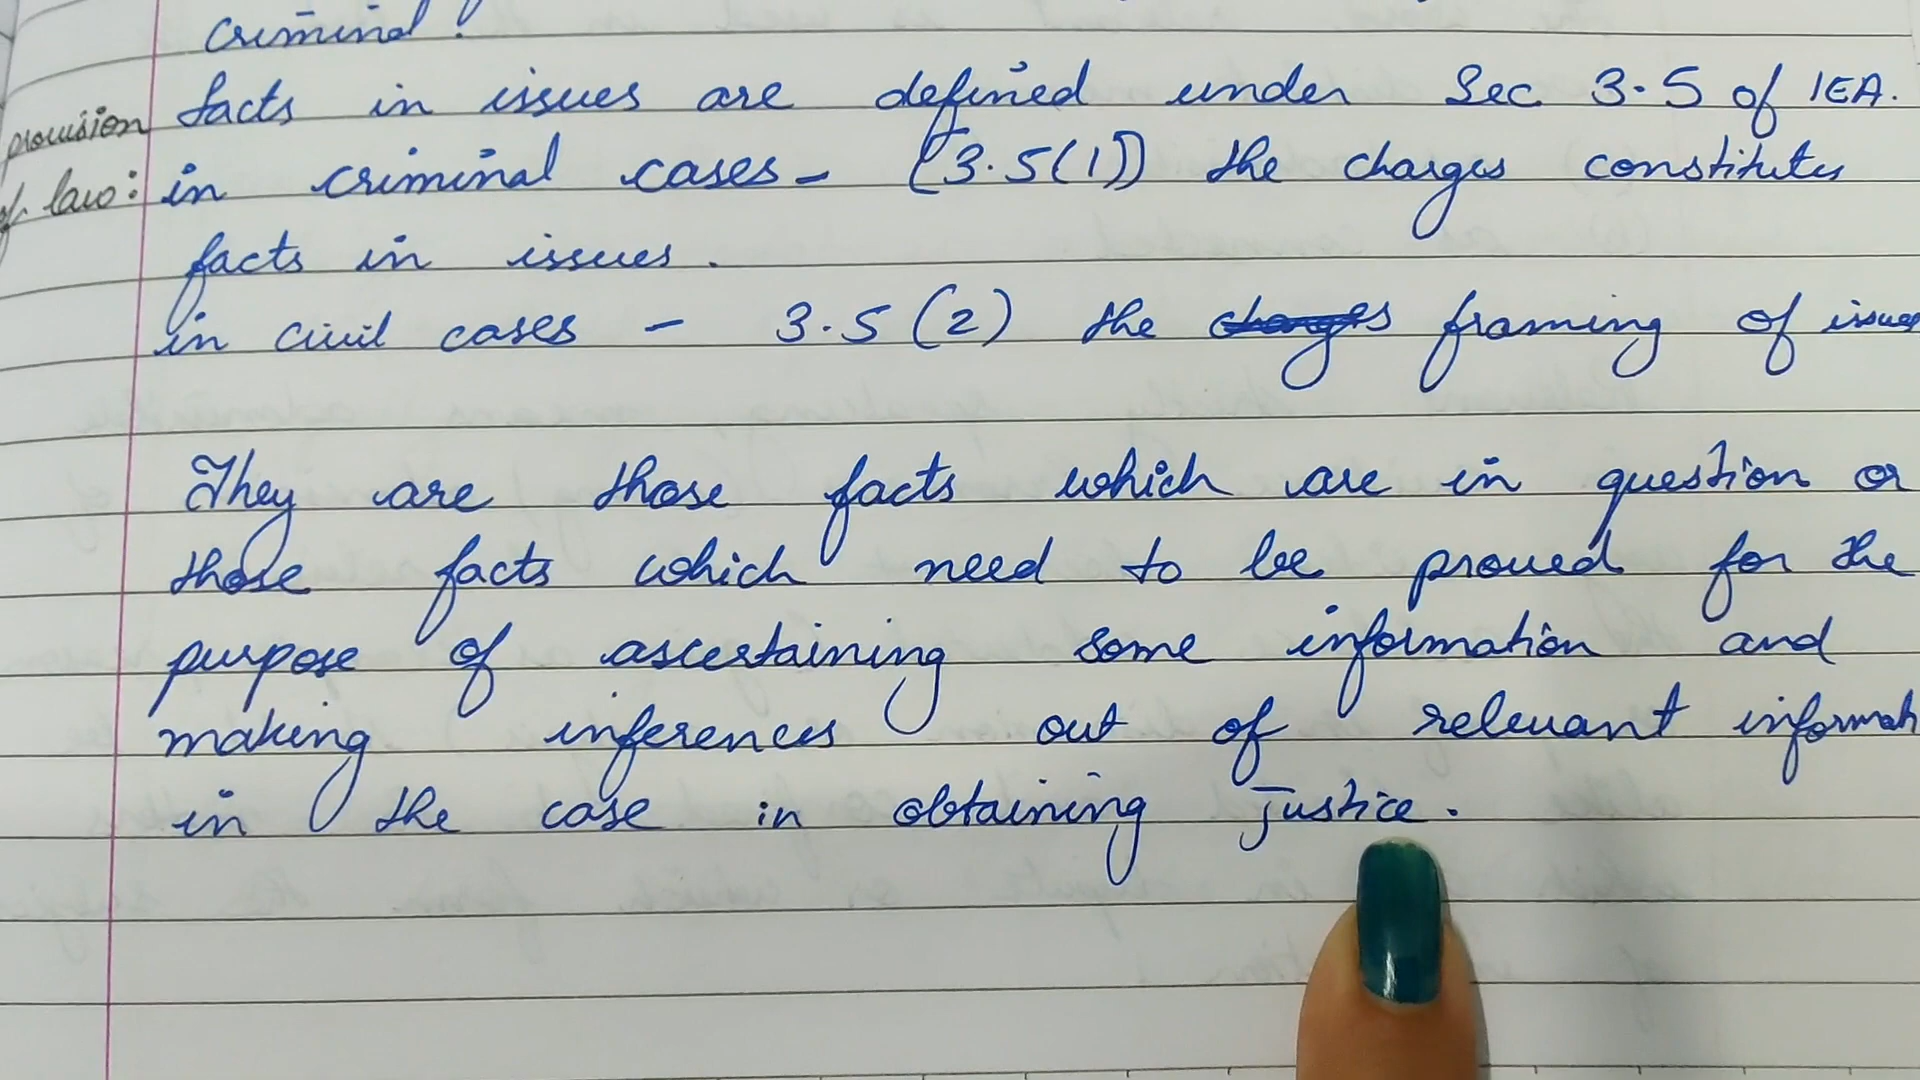 criminal?
facts in issues are defined under Sec. 3.5 of IEA.
provision
of law:
in criminal cases - [3.5(1)] the charges constitutes
facts in issues.
in civil cases - 3.5 (2) the charges framing of issues
They are those facts which are in question or
those facts which need to be proved for the
purpose of ascertaining some information and
making inferences out of relevant informati
in the case in obtaining justice.